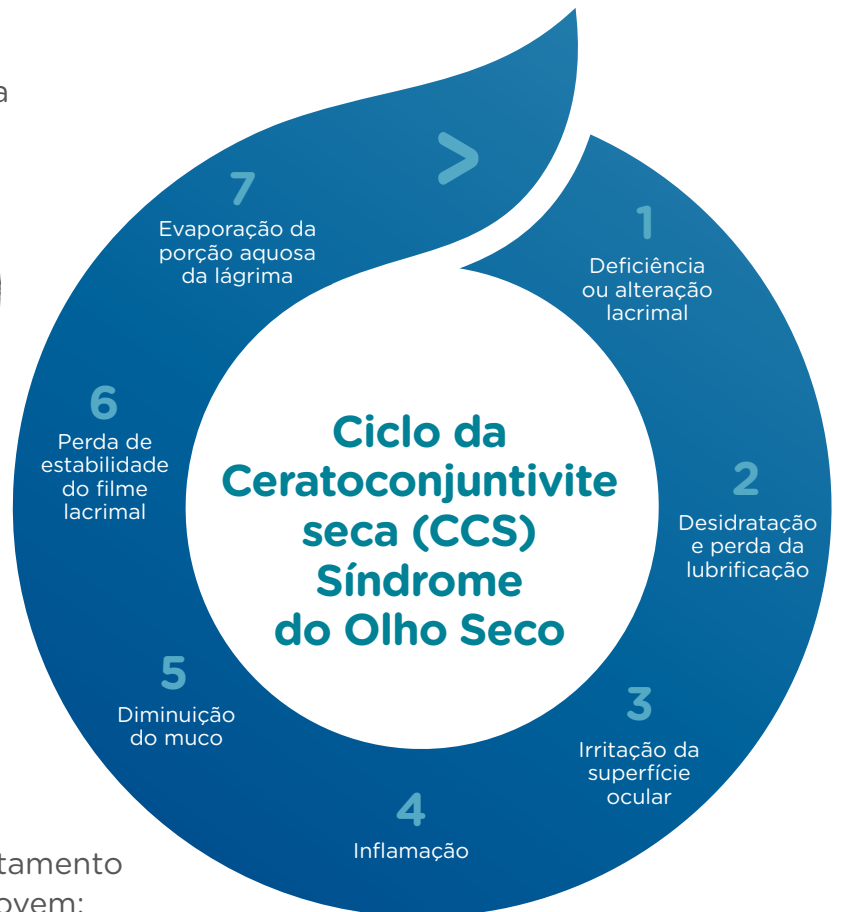 a
>
7
Evaporação da
porção aquosa
da lágrima
1
Deficiência
ou alteração
lacrimal
6
Perda de
estabilidade
do filme
lacrimal
Ciclo da
Ceratoconjuntivite
seca (CCS)
Síndrome
do Olho Seco
2
Desidratação
e perda da
lubrificação
5
Diminuição
do muco
3
Irritação da
superfície
ocular
4
Inflamação
tamento
ovem: